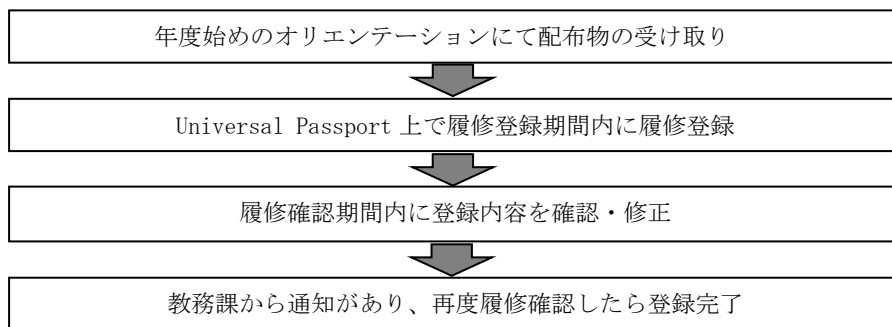 年度始めのオリエンテーションにて配布物の受け取り
Universal Passport 上で履修登録期間内に履修登録
履修確認期間内に登録内容を確認・修正
教務課から通知があり、再度履修確認したら登録完了